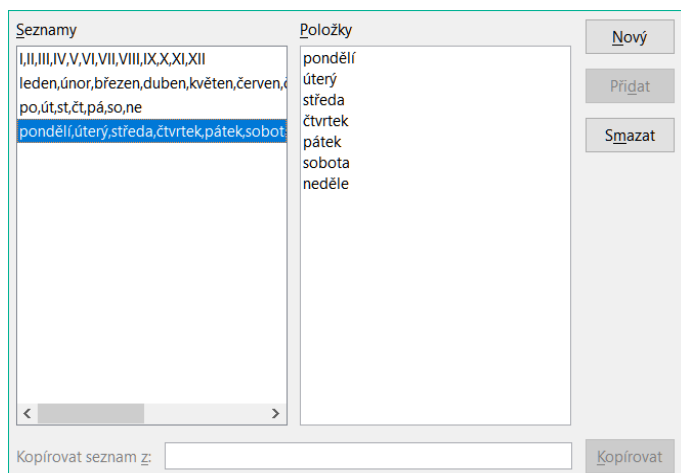 Seznamy
I,II,III,IV,V,VI,VII,VIII,IX,X,XI,XII
leden,únor,březen,duben,květen,červen,č
po,út,st,čt,pá,so,ne
pondělí,úterý,středa,čtvrtek,pátek,sobot
Položky
pondělí
úterý
středa
čtvrtek
pátek
sobota
neděle
Nový
Přidat
Smazat
Kopírovat seznam z:
Kopírovat